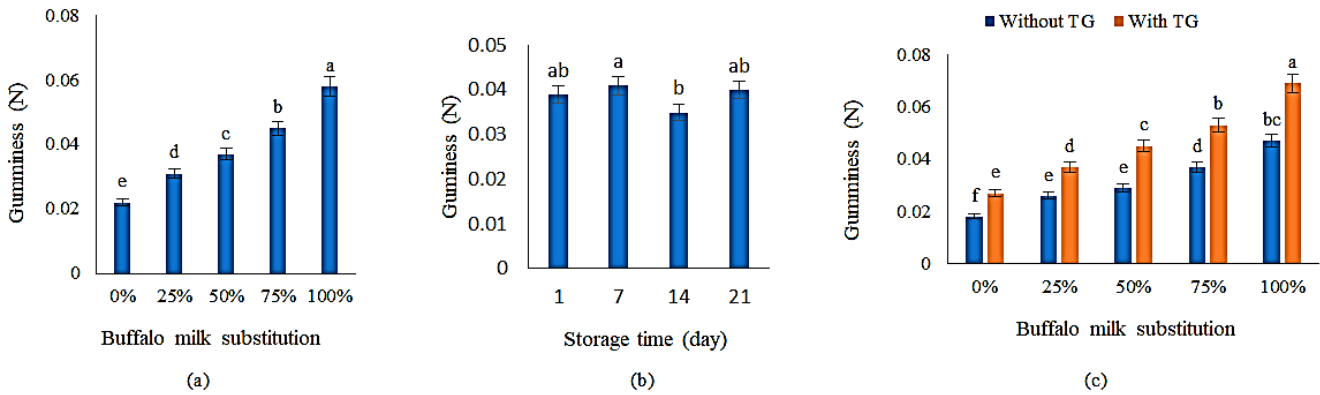 0.08
0.06
0.04
0.02
0
Gumminess (N)
e
d
c
b
a
0%
25%
50%
75%
100%
Buffalo milk substitution
(a)
0.05
0.04
0.03
0.02
0.01
0
Guminess (N)
ab
a
b
ab
1
7
14
21
Storage time (day)
(b)
Without TG
With TG
0.08
0.06
0.04
0.02
0
Gumminess (N)
f
e
e
d
e
c
d
b
bc
a
0%
25%
50%
75%
100%
Buffalo milk substitution
(c)